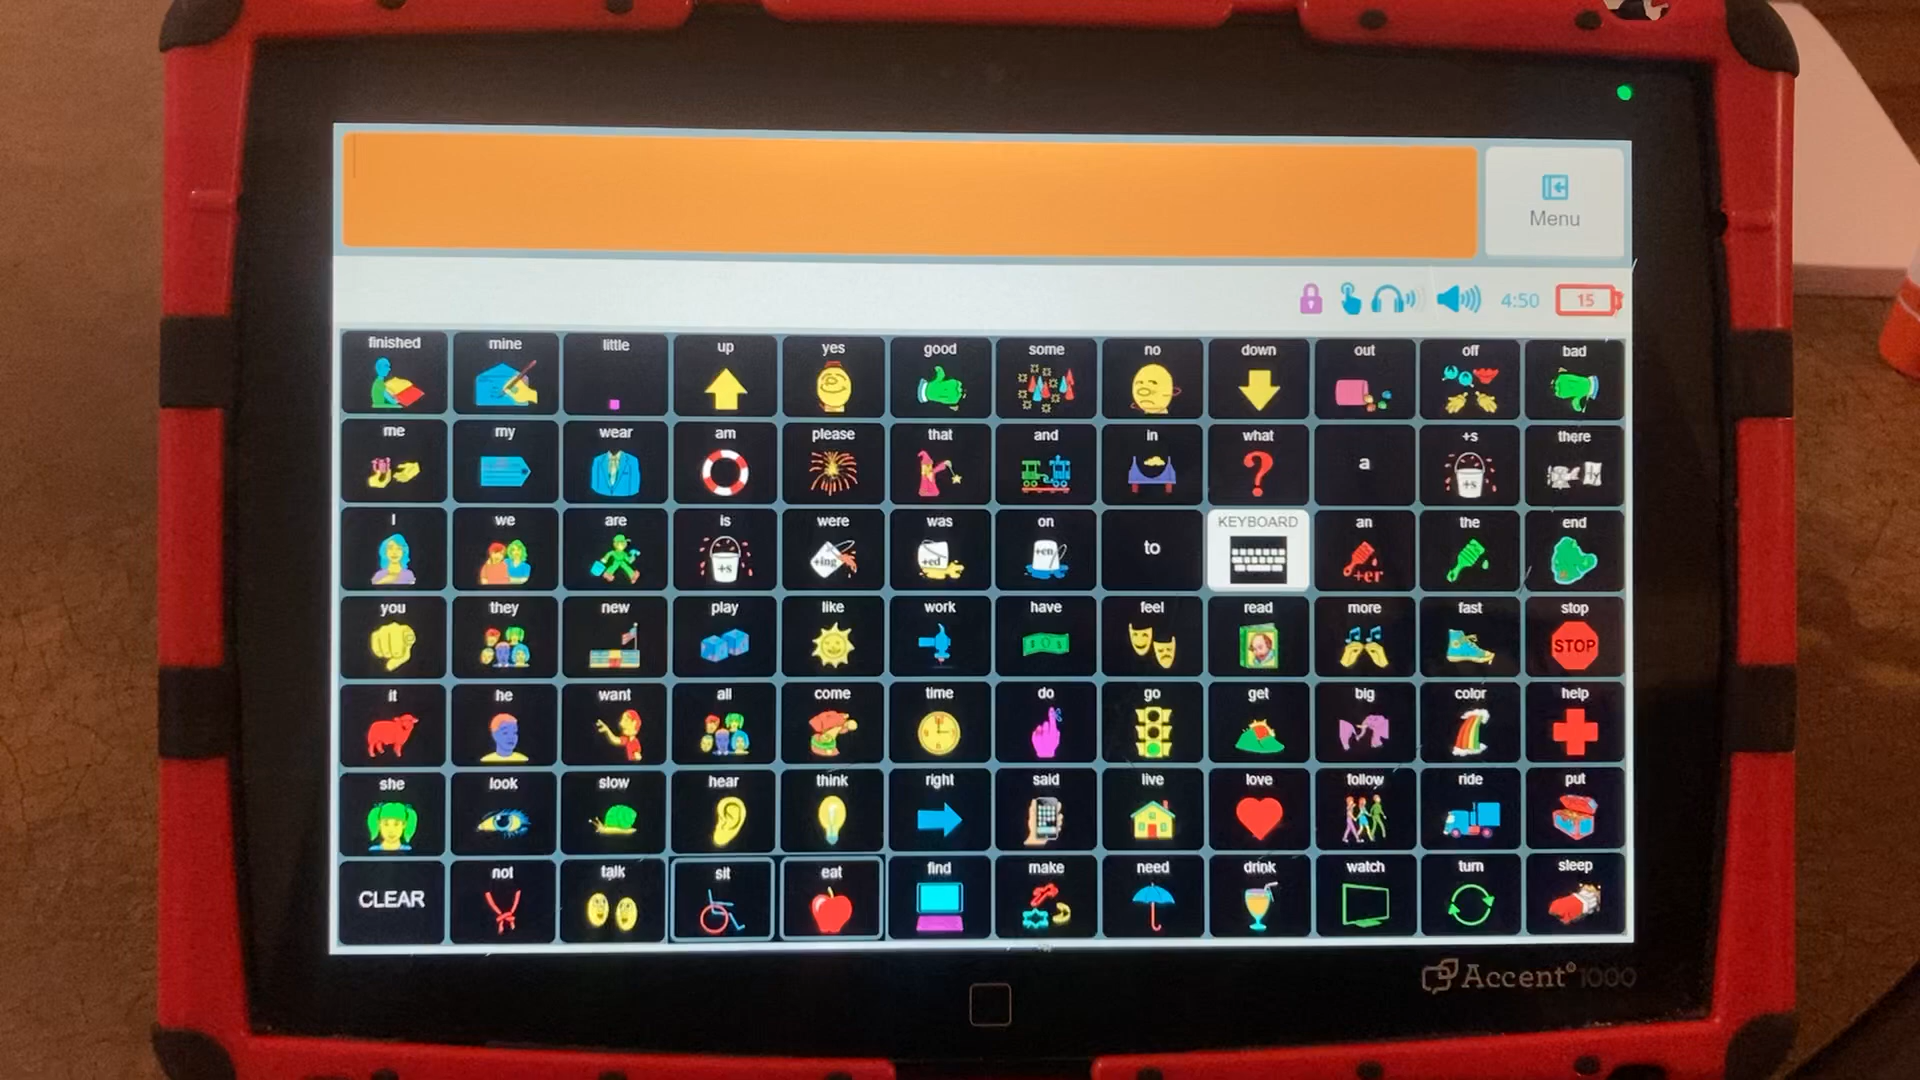 Menu
4:50 15
finished mine little up yes good some no down out off bad
me my wear am please that and in what a +s there
+s
I we are is were was on to KEYBOARD an the end
+s +ing +ed +en +er
you they new play like work have feel read more fast stop
STOP
it he want all come time do go get big color help
she look slow hear think right said live love follow ride put
CLEAR not talk sit eat find make need drink watch turn sleep
Accent 1000